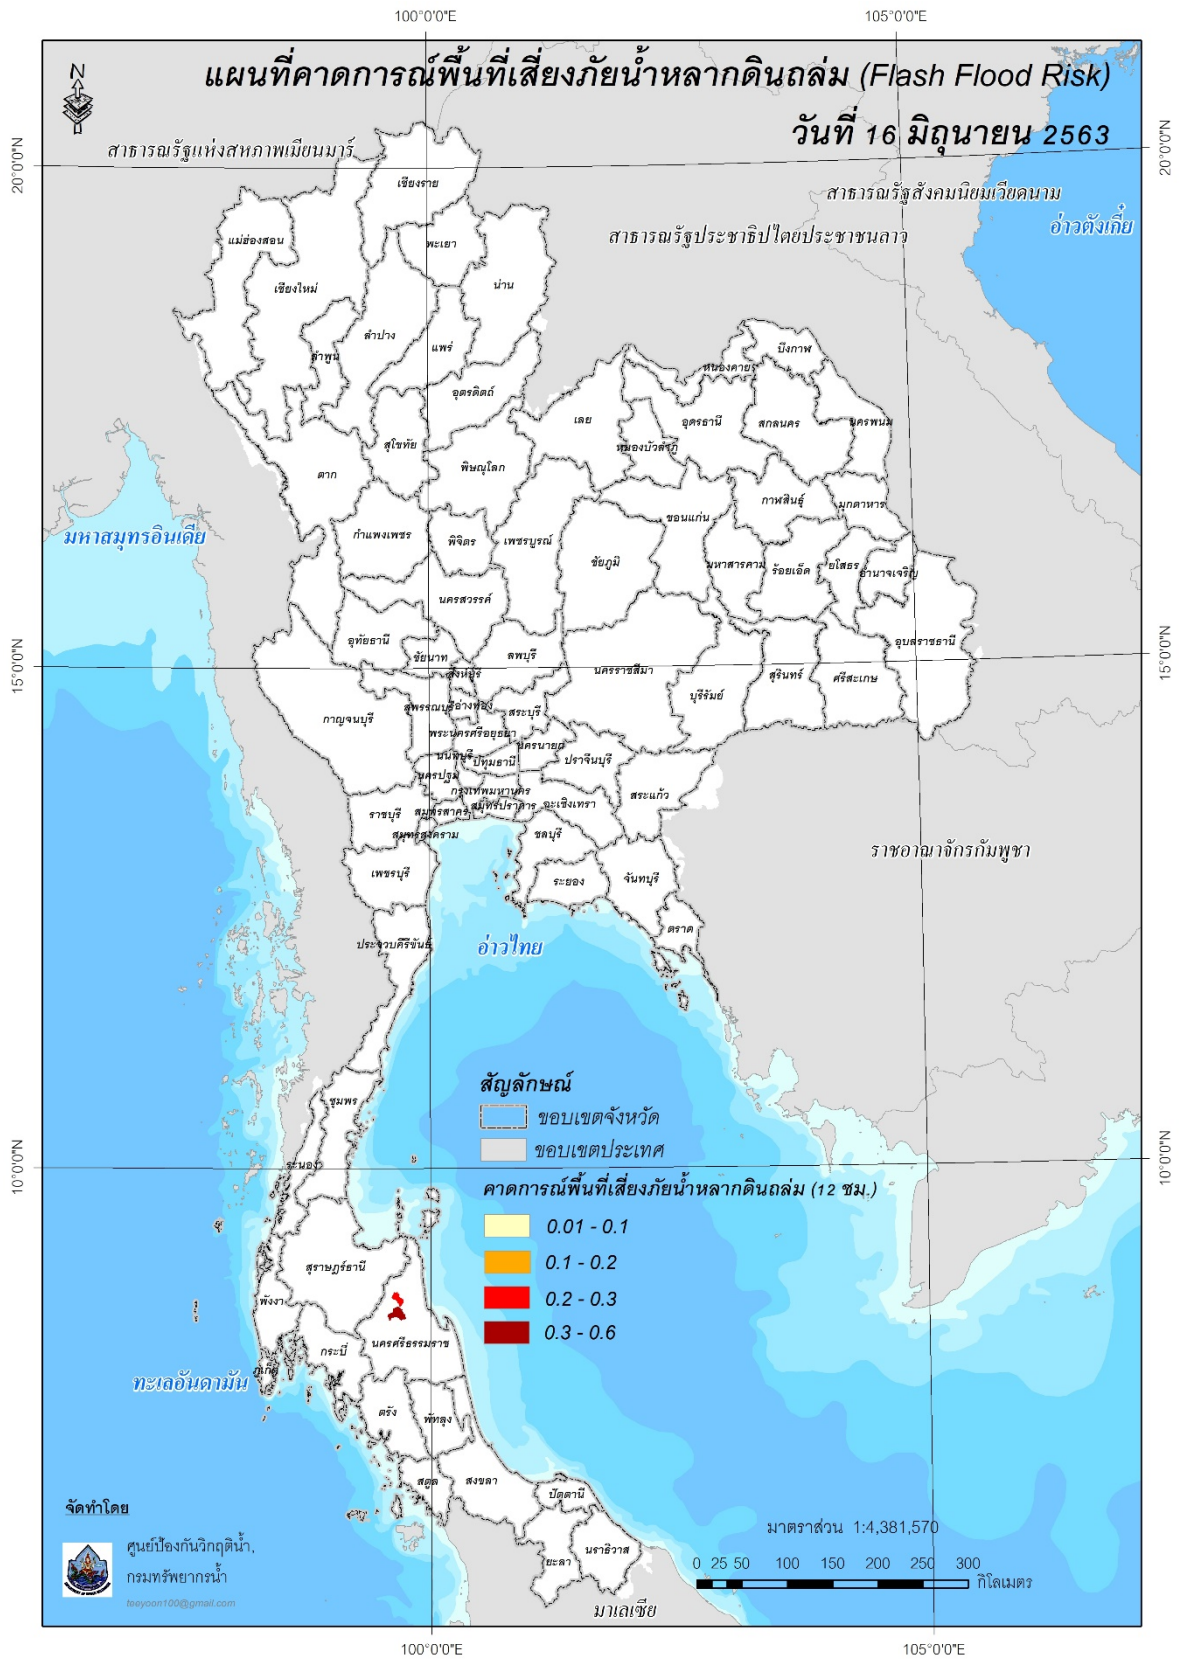 100°0'0"E
105°0'0"E
แผนที่คาดการณ์พื้นที่เสี่ยงภัยน้ำหลากดินถล่ม (Flash Flood Risk)
วันที่ 16 มิถุนายน 2563
N
20°0'0"N
20°0'0"N
สาธารณรัฐแห่งสหภาพเมียนมาร์
สาธารณรัฐสังคมนิยมเวียดนาม
สาธารณรัฐประชาธิปไตยประชาชนลาว
อ่าวตังเกี๋ย
เชียงราย
แม่ฮ่องสอน
พะเยา
เชียงใหม่
น่าน
ลำปาง
แพร่
ลำพูน
บึงกาฬ
หนองคาย
อุตรดิตถ์
เลย
อุดรธานี
สกลนคร
นครพนม
สุโขทัย
หนองบัวลำภู
ตาก
พิษณุโลก
กาฬสินธุ์
มุกดาหาร
ขอนแก่น
มหาสมุทรอินเดีย
กำแพงเพชร
พิจิตร
เพชรบูรณ์
ชัยภูมิ
มหาสารคาม
ร้อยเอ็ด
ยโสธร
อำนาจเจริญ
นครสวรรค์
อุทัยธานี
ชัยนาท
ลพบุรี
อุบลราชธานี
15°0'0"N
15°0'0"N
สิงห์บุรี
นครราชสีมา
สุรินทร์
ศรีสะเกษ
บุรีรัมย์
กาญจนบุรี
สุพรรณบุรี
อ่างทอง
สระบุรี
พระนครศรีอยุธยา
นครนายก
นนทบุรี
ปทุมธานี
ปราจีนบุรี
นครปฐม
กรุงเทพมหานคร
สระแก้ว
ราชบุรี
สมุทรสาคร
สมุทรปราการ
ฉะเชิงเทรา
สมุทรสงคราม
ชลบุรี
ราชอาณาจักรกัมพูชา
เพชรบุรี
ระยอง
จันทบุรี
ตราด
ประจวบคีรีขันธ์
อ่าวไทย
สัญลักษณ์
ขอบเขตจังหวัด
ขอบเขตประเทศ
คาดการณ์พื้นที่เสี่ยงภัยน้ำหลากดินถล่ม (12 ชม.)
0.01 - 0.1
0.1 - 0.2
0.2 - 0.3
0.3 - 0.6
ชุมพร
ระนอง
10°0'0"N
10°0'0"N
สุราษฎร์ธานี
พังงา
นครศรีธรรมราช
กระบี่
ภูเก็ต
ทะเลอันดามัน
ตรัง
พัทลุง
สตูล
สงขลา
ปัตตานี
ยะลา
นราธิวาส
มาเลเซีย
จัดทำโดย
ศูนย์ป้องกันวิกฤติน้ำ,
กรมทรัพยากรน้ำ
tseyoon100@gmail.com
มาตราส่วน 1:4,381,570
0 25 50 100 150 200 250 300
กิโลเมตร
100°0'0"E
105°0'0"E